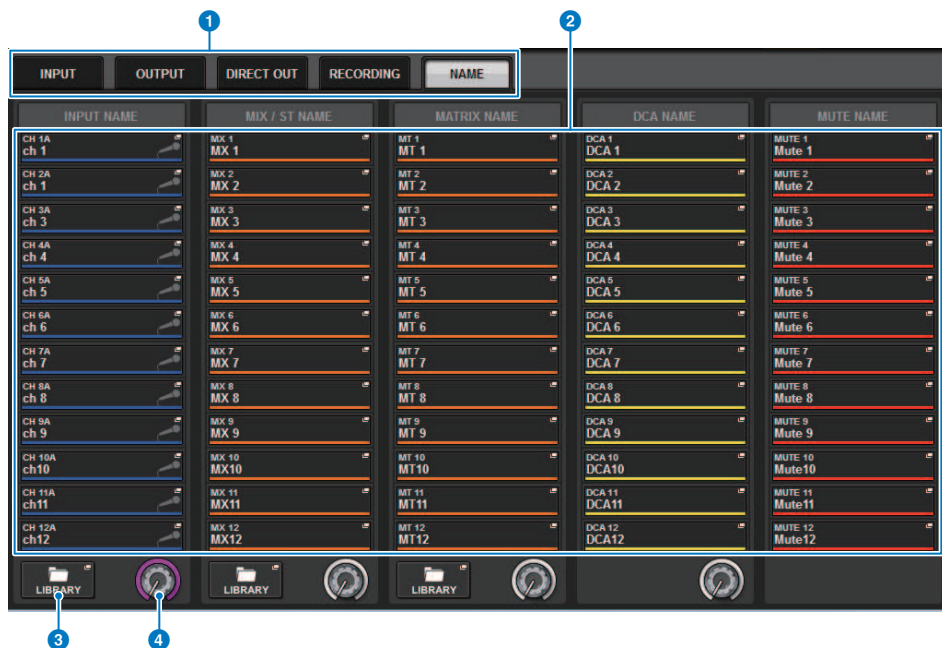 1 2
INPUT OUTPUT DIRECT OUT RECORDING NAME
INPUT NAME MIX / ST NAME MATRIX NAME DCA NAME MUTE NAME
CH 1A MX 1 MT 1 DCA 1 MUTE 1
ch 1 MX 1 MT 1 DCA 1 Mute 1
CH 2A MX 2 MT 2 DCA 2 MUTE 2
ch 1 MX 2 MT 2 DCA 2 Mute 2
CH 3A MX 3 MT 3 DCA 3 MUTE 3
ch 3 MX 3 MT 3 DCA 3 Mute 3
CH 4A MX 4 MT 4 DCA 4 MUTE 4
ch 4 MX 4 MT 4 DCA 4 Mute 4
CH 5A MX 5 MT 5 DCA 5 MUTE 5
ch 5 MX 5 MT 5 DCA 5 Mute 5
CH 6A MX 6 MT 6 DCA 6 MUTE 6
ch 6 MX 6 MT 6 DCA 6 Mute 6
CH 7A MX 7 MT 7 DCA 7 MUTE 7
ch 7 MX 7 MT 7 DCA 7 Mute 7
CH 8A MX 8 MT 8 DCA 8 MUTE 8
ch 8 MX 8 MT 8 DCA 8 Mute 8
CH 9A MX 9 MT 9 DCA 9 MUTE 9
ch 9 MX 9 MT 9 DCA 9 Mute 9
CH 10A MX 10 MT 10 DCA 10 MUTE 10
ch10 MX10 MT10 DCA10 Mute10
CH 11A MX 11 MT 11 DCA 11 MUTE 11
ch11 MX11 MT11 DCA11 Mute11
CH 12A MX 12 MT 12 DCA 12 MUTE 12
ch12 MX12 MT12 DCA12 Mute12
LIBRARY LIBRARY LIBRARY
3 4